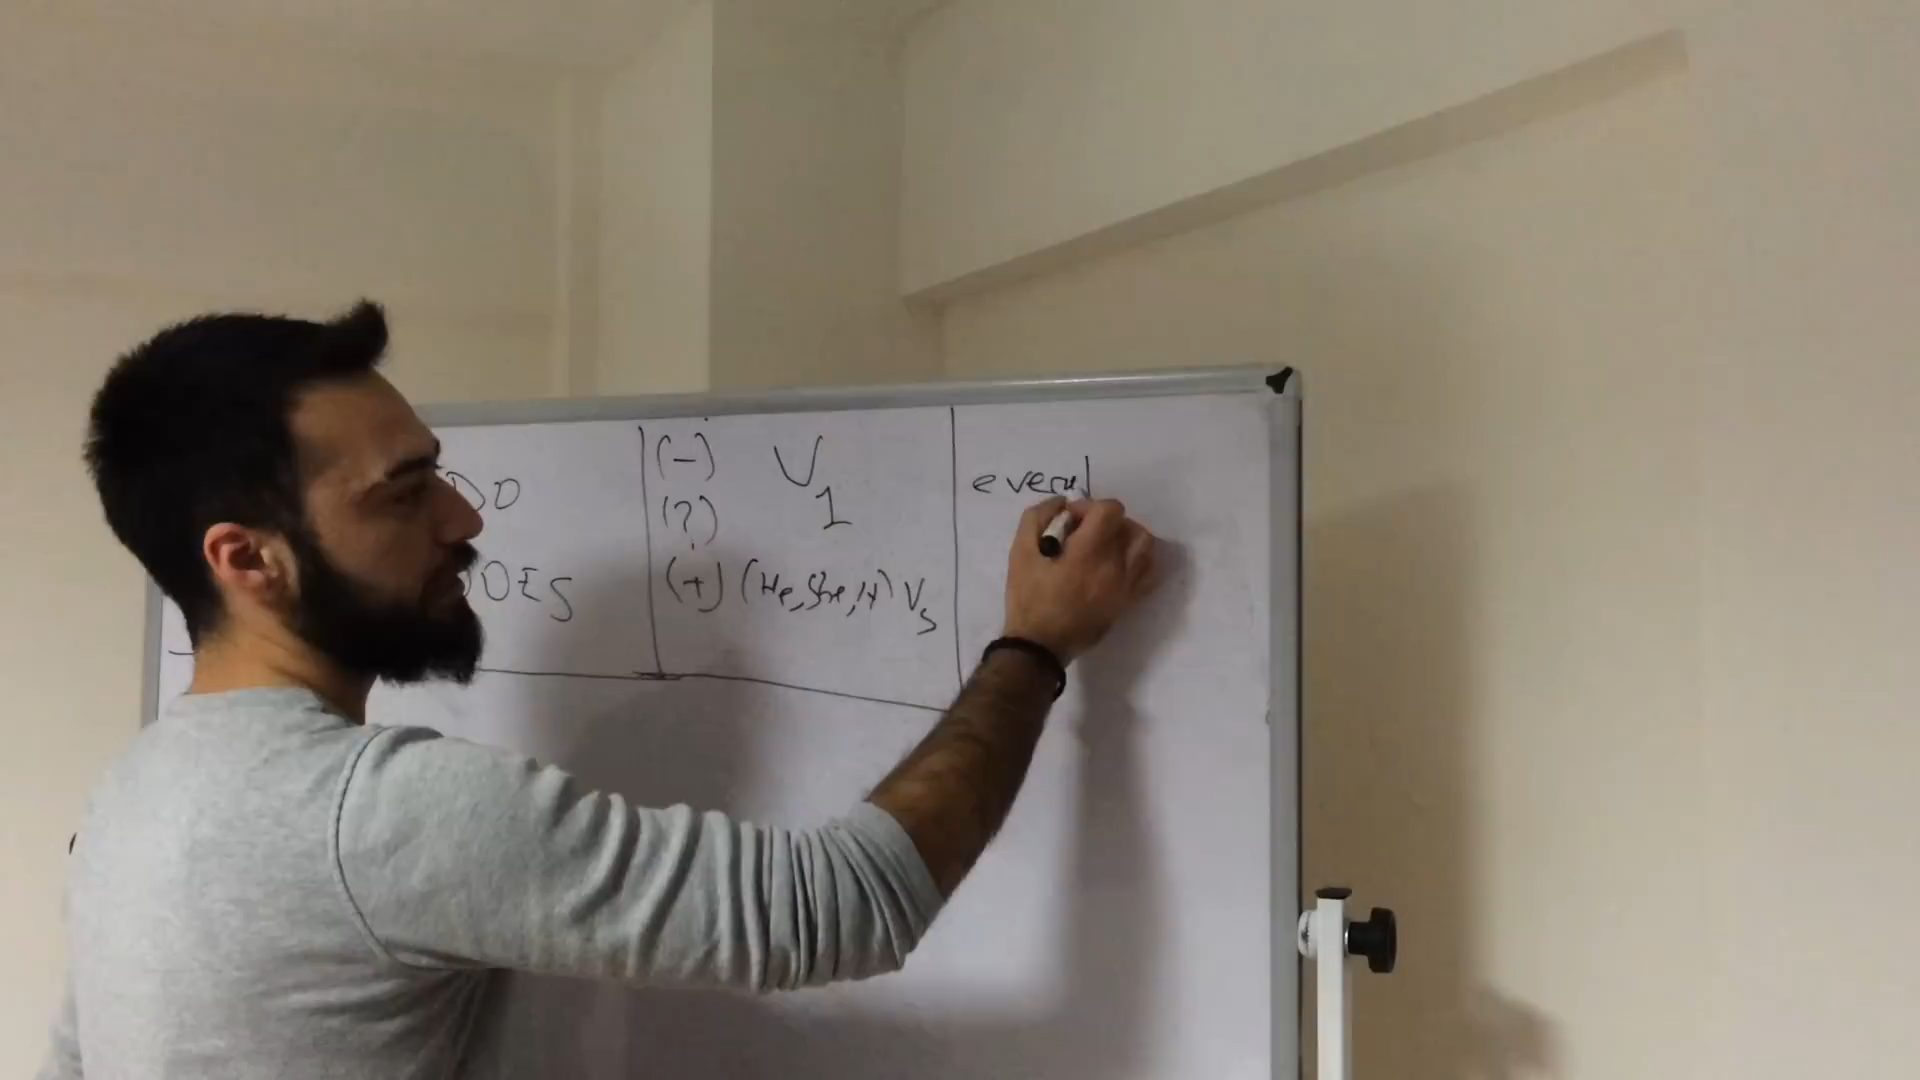 DO
DOES
(-) V1
(?)
(+) (He, She, It) Vs
every